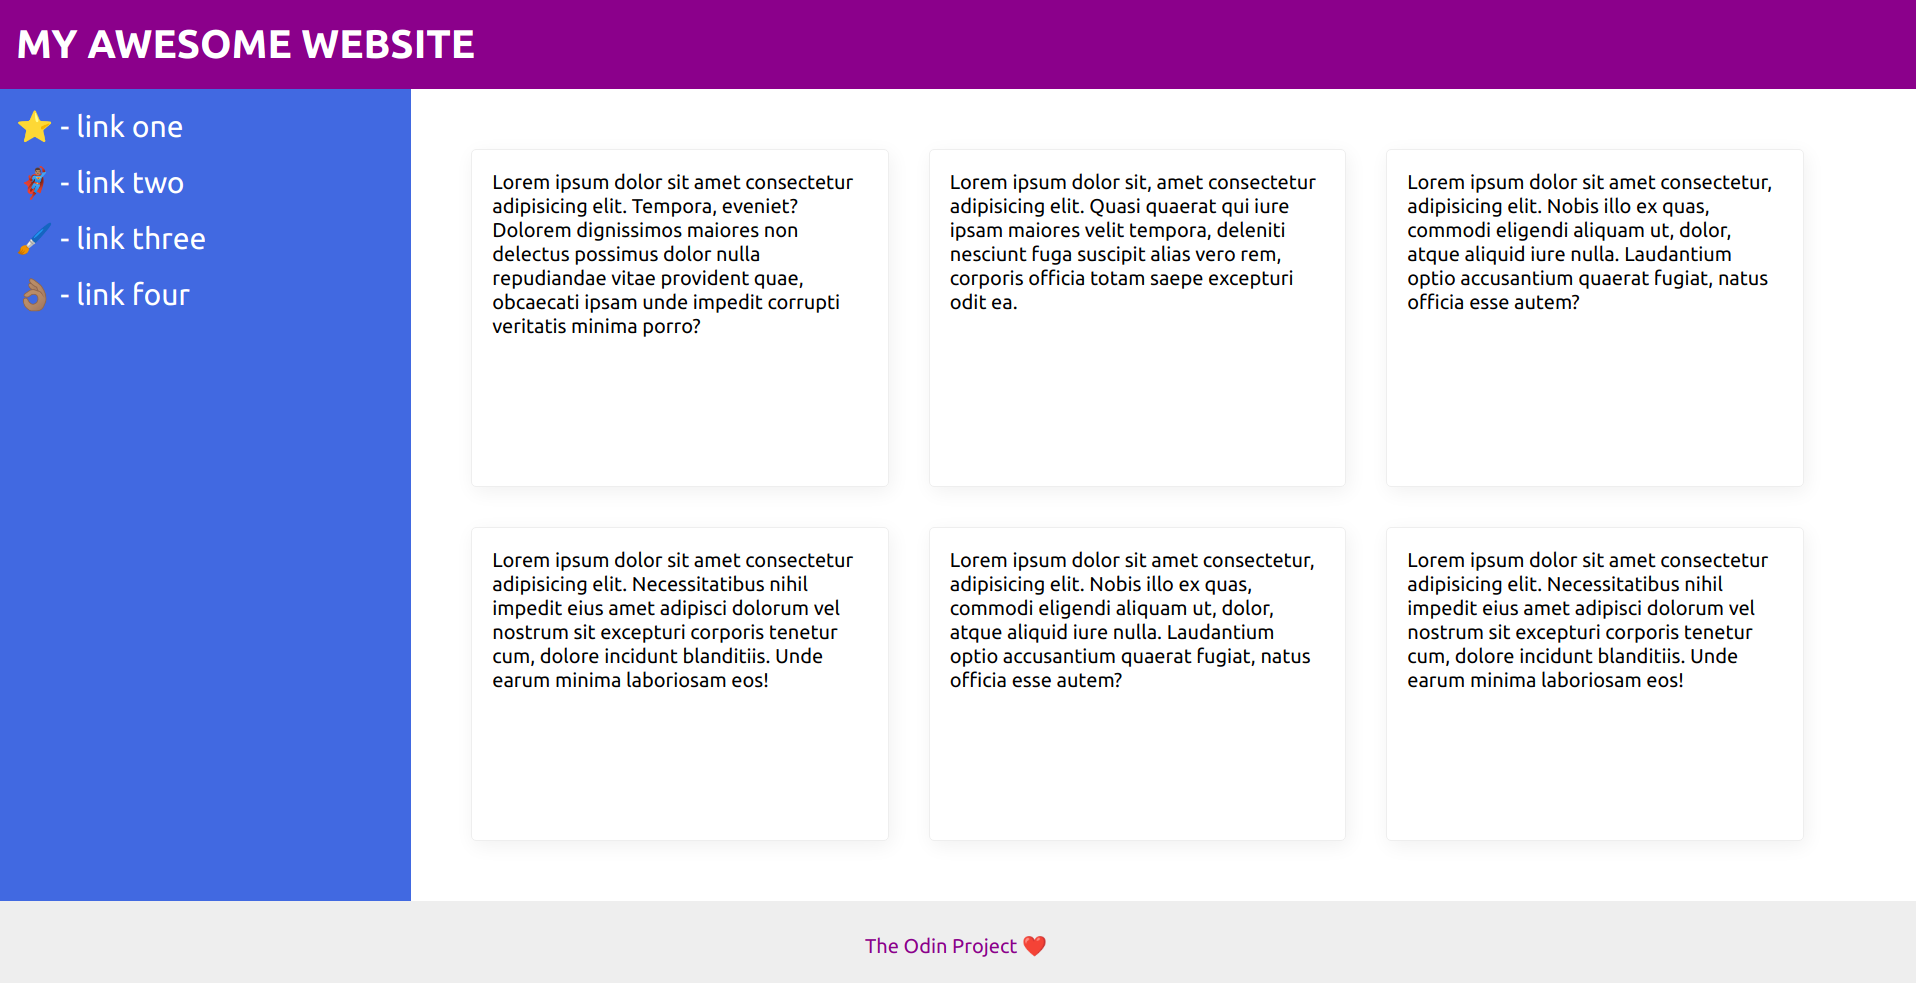 MY AWESOME WEBSITE
⭐ - link one
🦸🏽‍♂️ - link two
🖌️ - link three
👌🏽 - link four
Lorem ipsum dolor sit amet consectetur
adipisicing elit. Tempora, eveniet?
Dolorem dignissimos maiores non
delectus possimus dolor nulla
repudiandae vitae provident quae,
obcaecati ipsam unde impedit corrupti
veritatis minima porro?
Lorem ipsum dolor sit, amet consectetur
adipisicing elit. Quasi quaerat qui iure
ipsam maiores velit tempora, deleniti
nesciunt fuga suscipit alias vero rem,
corporis officia totam saepe excepturi
odit ea.
Lorem ipsum dolor sit amet consectetur,
adipisicing elit. Nobis illo ex quas,
commodi eligendi aliquam ut, dolor,
atque aliquid iure nulla. Laudantium
optio accusantium quaerat fugiat, natus
officia esse autem?
Lorem ipsum dolor sit amet consectetur
adipisicing elit. Necessitatibus nihil
impedit eius amet adipisci dolorum vel
nostrum sit excepturi corporis tenetur
cum, dolore incidunt blanditiis. Unde
earum minima laboriosam eos!
Lorem ipsum dolor sit amet consectetur,
adipisicing elit. Nobis illo ex quas,
commodi eligendi aliquam ut, dolor,
atque aliquid iure nulla. Laudantium
optio accusantium quaerat fugiat, natus
officia esse autem?
Lorem ipsum dolor sit amet consectetur
adipisicing elit. Necessitatibus nihil
impedit eius amet adipisci dolorum vel
nostrum sit excepturi corporis tenetur
cum, dolore incidunt blanditiis. Unde
earum minima laboriosam eos!
The Odin Project ❤️